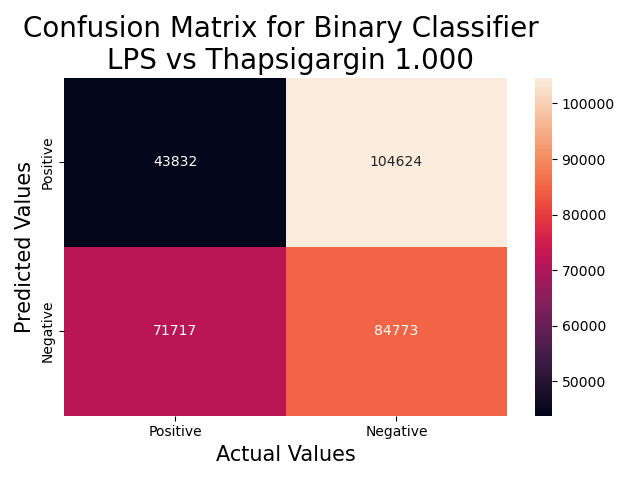 Confusion Matrix for Binary Classifier
LPS vs Thapsigargin 1.000
Predicted Values
Positive
Negative
43832
104624
71717
84773
Positive
Negative
Actual Values
100000
90000
80000
70000
60000
50000